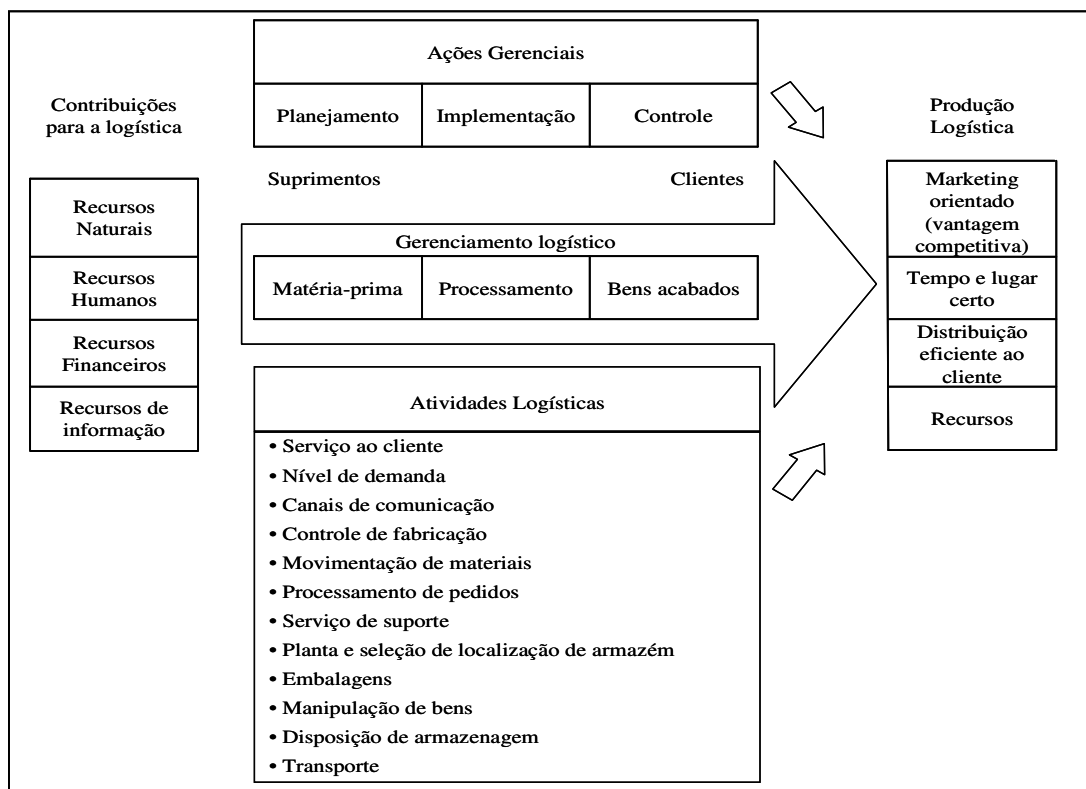 Contribuições
para a logística
Recursos
Naturais
Recursos
Humanos
Recursos
Financeiros
Recursos de
informação
Ações Gerenciais
Planejamento
Implementação
Controle
Suprimentos
Clientes
Gerenciamento logístico
Matéria-prima
Processamento
Bens acabados
Atividades Logísticas
• Serviço ao cliente
• Nível de demanda
• Canais de comunicação
• Controle de fabricação
• Movimentação de materiais
• Processamento de pedidos
• Serviço de suporte
• Planta e seleção de localização de armazém
• Embalagens
• Manipulação de bens
• Disposição de armazenagem
• Transporte
Produção
Logística
Marketing
orientado
(vantagem
competitiva)
Tempo e lugar
certo
Distribuição
eficiente ao
cliente
Recursos